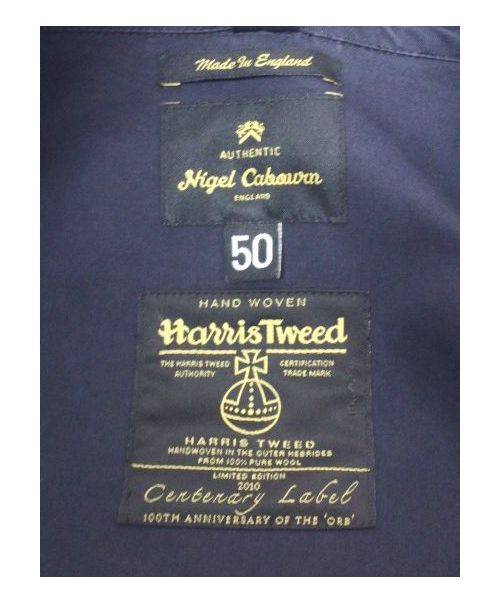 Made In England
AUTHENTIC
Nigel Cabourn
ENGLAND
50
HAND WOVEN
Harris Tweed
THE HARRIS TWEED CERTIFICATION
AUTHORITY TRADE MARK
HARRIS TWEED
HANDWOVEN IN THE OUTER HEBRIDES
FROM 100% PURE WOOL
LIMITED EDITION
2010
Centenary Label
100TH ANNIVERSARY OF THE 'ORB'